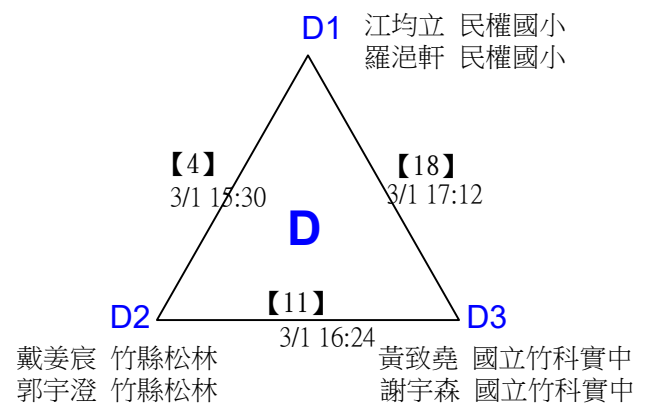 D1 江均立 民權國小
羅浥軒 民權國小
【4】
3/1 15:30
【18】
3/1 17:12
D
【11】
3/1 16:24
D2
戴姜宸 竹縣松林
郭宇澄 竹縣松林
D3
黃致堯 國立竹科實中
謝宇森 國立竹科實中